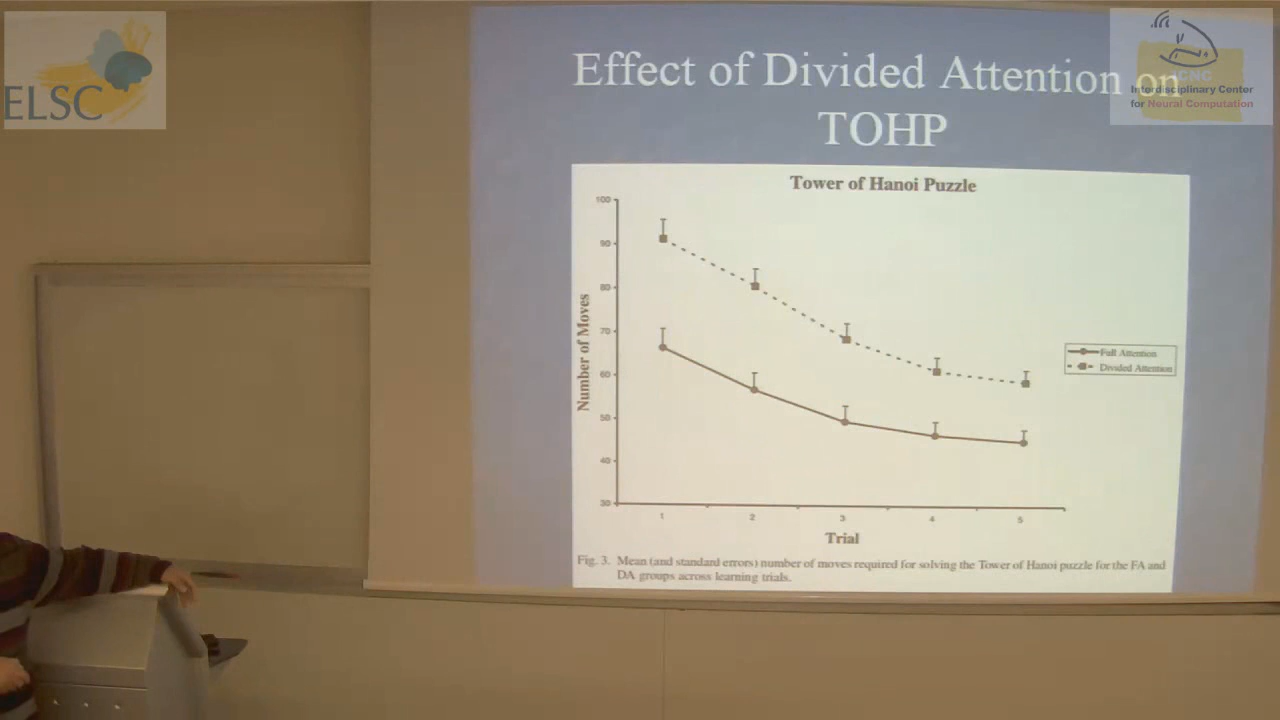 ELSC
ICNC
Interdisciplinary Center
for Neural Computation
Effect of Divided Attention on
TOHP
Tower of Hanoi Puzzle
100
90
80
70
60
50
40
30
Number of Moves
1 2 3 4 5
Trial
Full Attention
Divided Attention
Fig. 3. Mean (and standard errors) number of moves required for solving the Tower of Hanoi puzzle for the FA and
DA groups across learning trials.